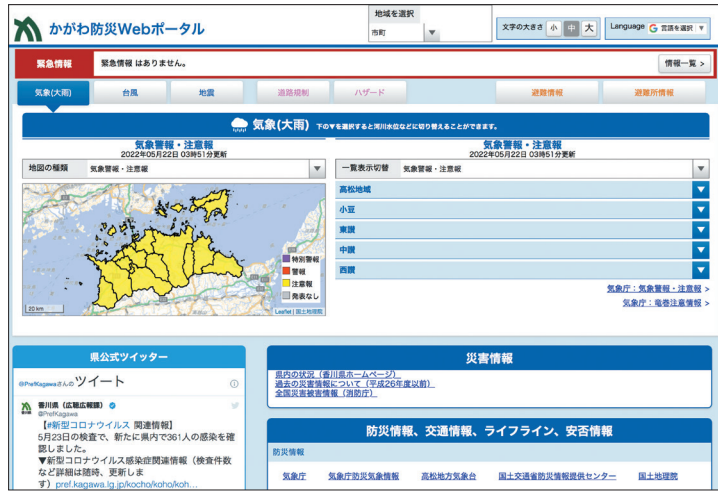 かがわ防災Webポータル
地域を選択
市町
文字の大きさ 小 中 大
Language G 言語を選択
緊急情報 緊急情報 はありません。 情報一覧 >
気象(大雨) 台風 地震 道路規制 ハザード 避難情報 避難所情報
気象(大雨) 下の▼を選択すると河川水位などに切り替えることができます。
気象警報・注意報
2022年05月22日 03時51分更新
地図の種類 気象警報・注意報
特別警報
警報
注意報
発表なし
20 km
Leaflet | 国土地理院
気象警報・注意報
2022年05月22日 03時51分更新
一覧表示切替 気象警報・注意報
高松地域
小豆
東讃
中讃
西讃
気象庁：気象警報・注意報 >
気象庁：竜巻注意情報 >
県公式ツイッター
@PrefKagawaさんのツイート
香川県（広聴広報課）
@PrefKagawa
【#新型コロナウイルス 関連情報】
5月23日の検査で、新たに県内で361人の感染を確
認しました。
▼新型コロナウイルス感染症関連情報（検査件数
など詳細は随時、更新しま
す）pref.kagawa.lg.jp/kocho/koho/koh…
災害情報
県内の状況（香川県ホームページ）
過去の災害情報について（平成26年度以前）
全国災害被害情報（消防庁）
防災情報、交通情報、ライフライン、安否情報
防災情報
気象庁 気象庁防災気象情報 高松地方気象台 国土交通省防災情報提供センター 国土地理院